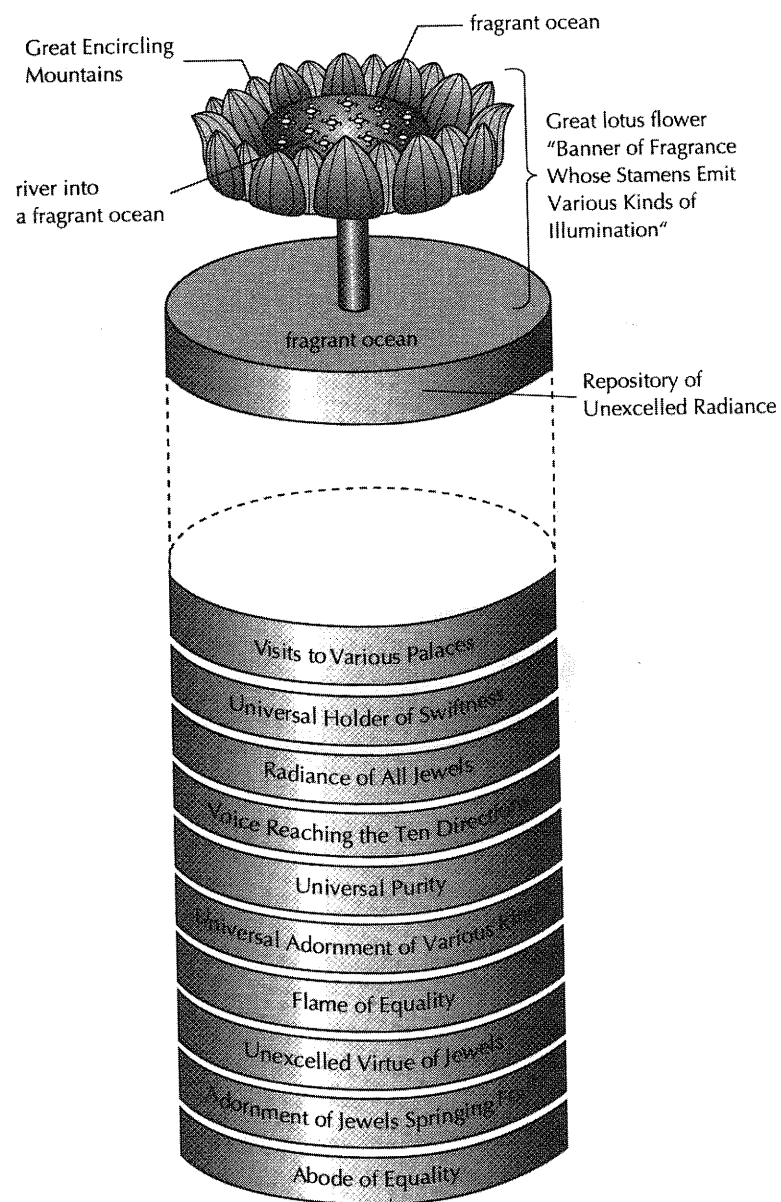 fragrant ocean
Great Encircling
Mountains
Great lotus flower
“Banner of Fragrance
Whose Stamens Emit
Various Kinds of
Illumination“
river into
a fragrant ocean
fragrant ocean
Repository of
Unexcelled Radiance
Visits to Various Palaces
Universal Holder of Swiftness
Radiance of All Jewels
Voice Reaching the Ten Directions
Universal Purity
Universal Adornment of Various
Flame of Equality
Unexcelled Virtue of Jewels
Adornment of Jewels Springing
Abode of Equality